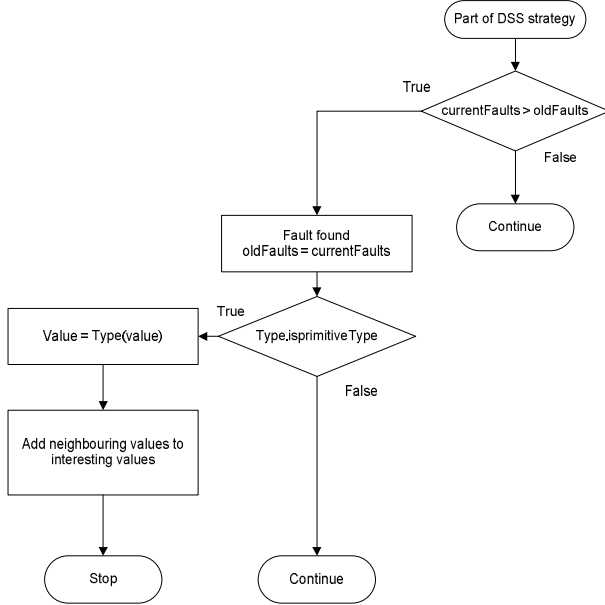 Part of DSS strategy
True
currentFaults > oldFaults
False
Continue
Fault found
oldFaults = currentFaults
True
Value = Type(value)
Type.isprimitiveType
False
Add neighbouring values to
interesting values
Stop
Continue